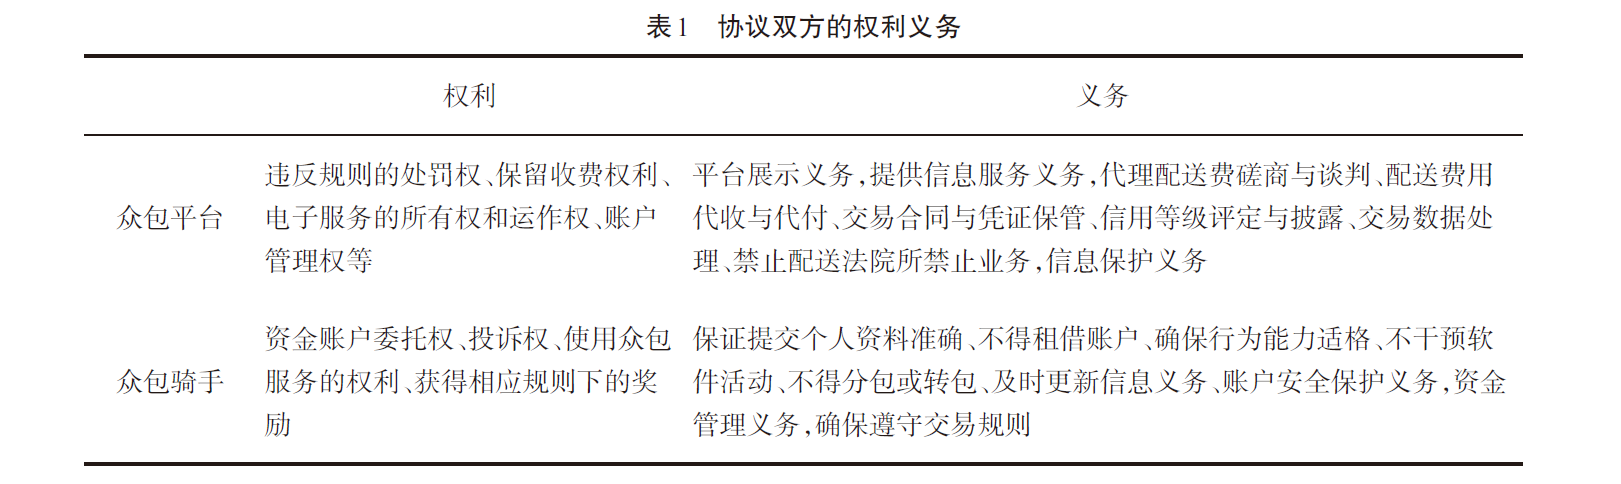 表1 协议双方的权利义务
权利 义务
众包平台
违反规则的处罚权、保留收费权利、
电子服务的所有权和运作权、账户
管理权等
平台展示义务,提供信息服务义务,代理配送费磋商与谈判、配送费用
代收与代付、交易合同与凭证保管、信用等级评定与披露、交易数据处
理、禁止配送法院所禁止业务,信息保护义务
众包骑手
资金账户委托权、投诉权、使用众包
服务的权利、获得相应规则下的奖
励
保证提交个人资料准确、不得租借账户、确保行为能力适格、不干预软
件活动、不得分包或转包、及时更新信息义务、账户安全保护义务,资金
管理义务,确保遵守交易规则